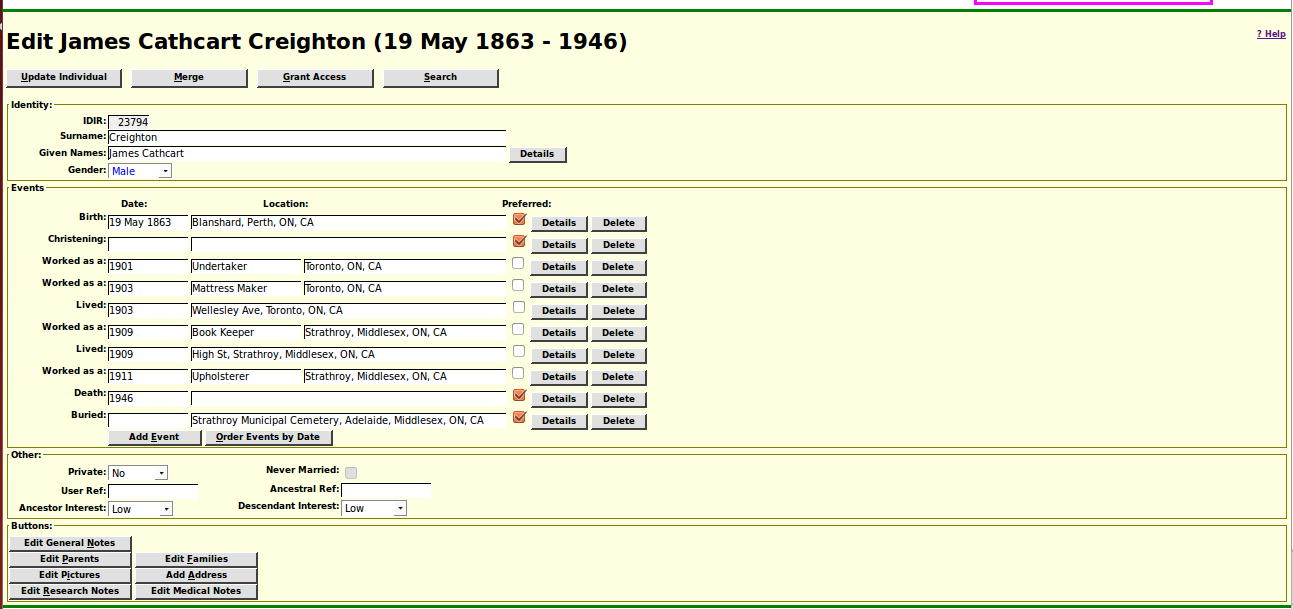 Edit James Cathcart Creighton (19 May 1863 - 1946)
? Help
Update Individual Merge Grant Access Search
Identity:
IDIR: 23794
Surname: Creighton
Given Names: James Cathcart Details
Gender: Male
Events
Date: Location: Preferred:
Birth: 19 May 1863 Blanshard, Perth, ON, CA Details Delete
Christening: Details Delete
Worked as a: 1901 Undertaker Toronto, ON, CA Details Delete
Worked as a: 1903 Mattress Maker Toronto, ON, CA Details Delete
Lived: 1903 Wellesley Ave, Toronto, ON, CA Details Delete
Worked as a: 1909 Book Keeper Strathroy, Middlesex, ON, CA Details Delete
Lived: 1909 High St, Strathroy, Middlesex, ON, CA Details Delete
Worked as a: 1911 Upholsterer Strathroy, Middlesex, ON, CA Details Delete
Death: 1946 Details Delete
Buried: Strathroy Municipal Cemetery, Adelaide, Middlesex, ON, CA Details Delete
Add Event Order Events by Date
Other:
Private: No Never Married:
User Ref: Ancestral Ref:
Ancestor Interest: Low Descendant Interest: Low
Buttons:
Edit General Notes
Edit Parents Edit Families
Edit Pictures Add Address
Edit Research Notes Edit Medical Notes